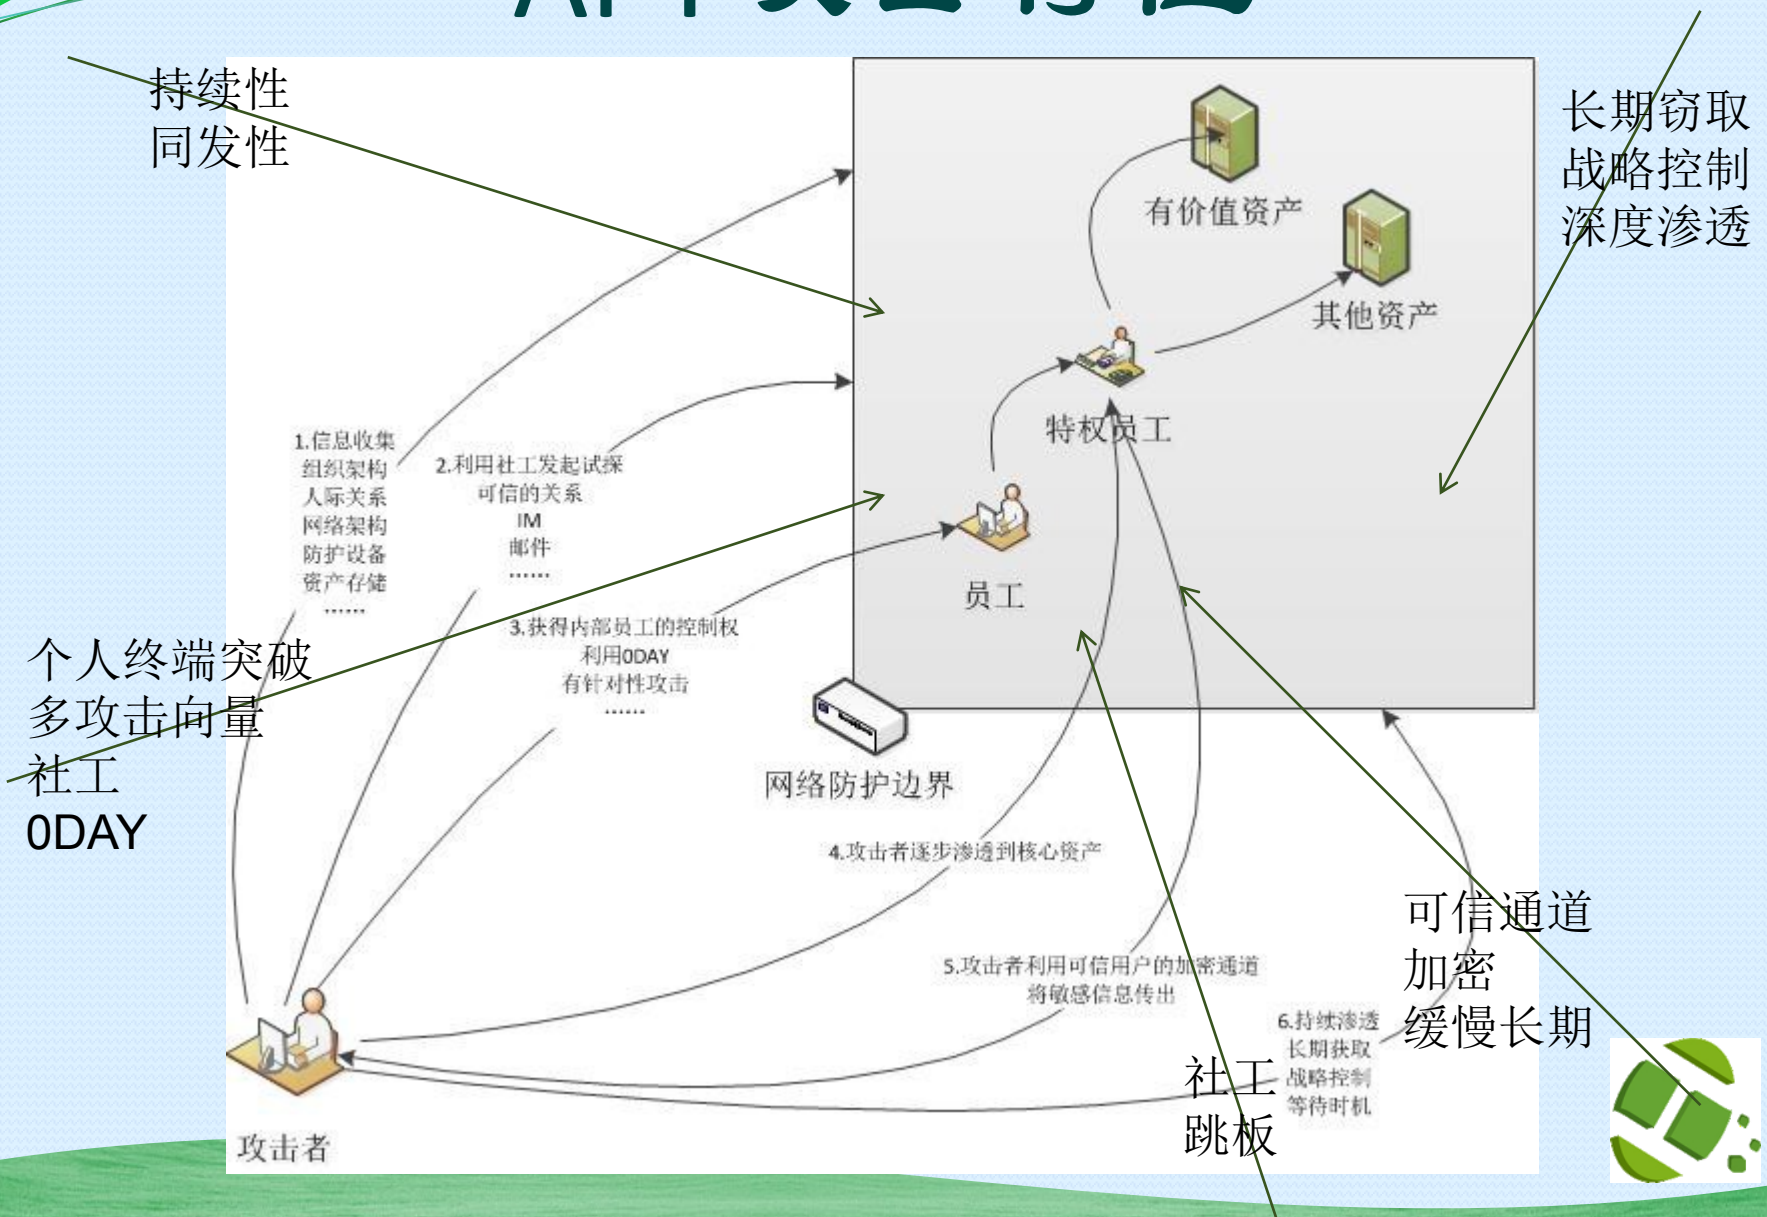 持续性
同发性
长期窃取
战略控制
深度渗透
有价值资产
其他资产
特权员工
员工
1.信息收集
组织架构
人际关系
网络架构
防护设备
资产存储
……
2.利用社工发起试探
可信的关系
IM
邮件
……
3.获得内部员工的控制权
利用0DAY
有针对性攻击
……
个人终端突破
多攻击向量
社工
0DAY
网络防护边界
4.攻击者逐步渗透到核心资产
5.攻击者利用可信用户的加密通道
将敏感信息传出
可信通道
加密
缓慢长期
6.持续渗透
长期获取
战略控制
等待时机
社工
跳板
攻击者